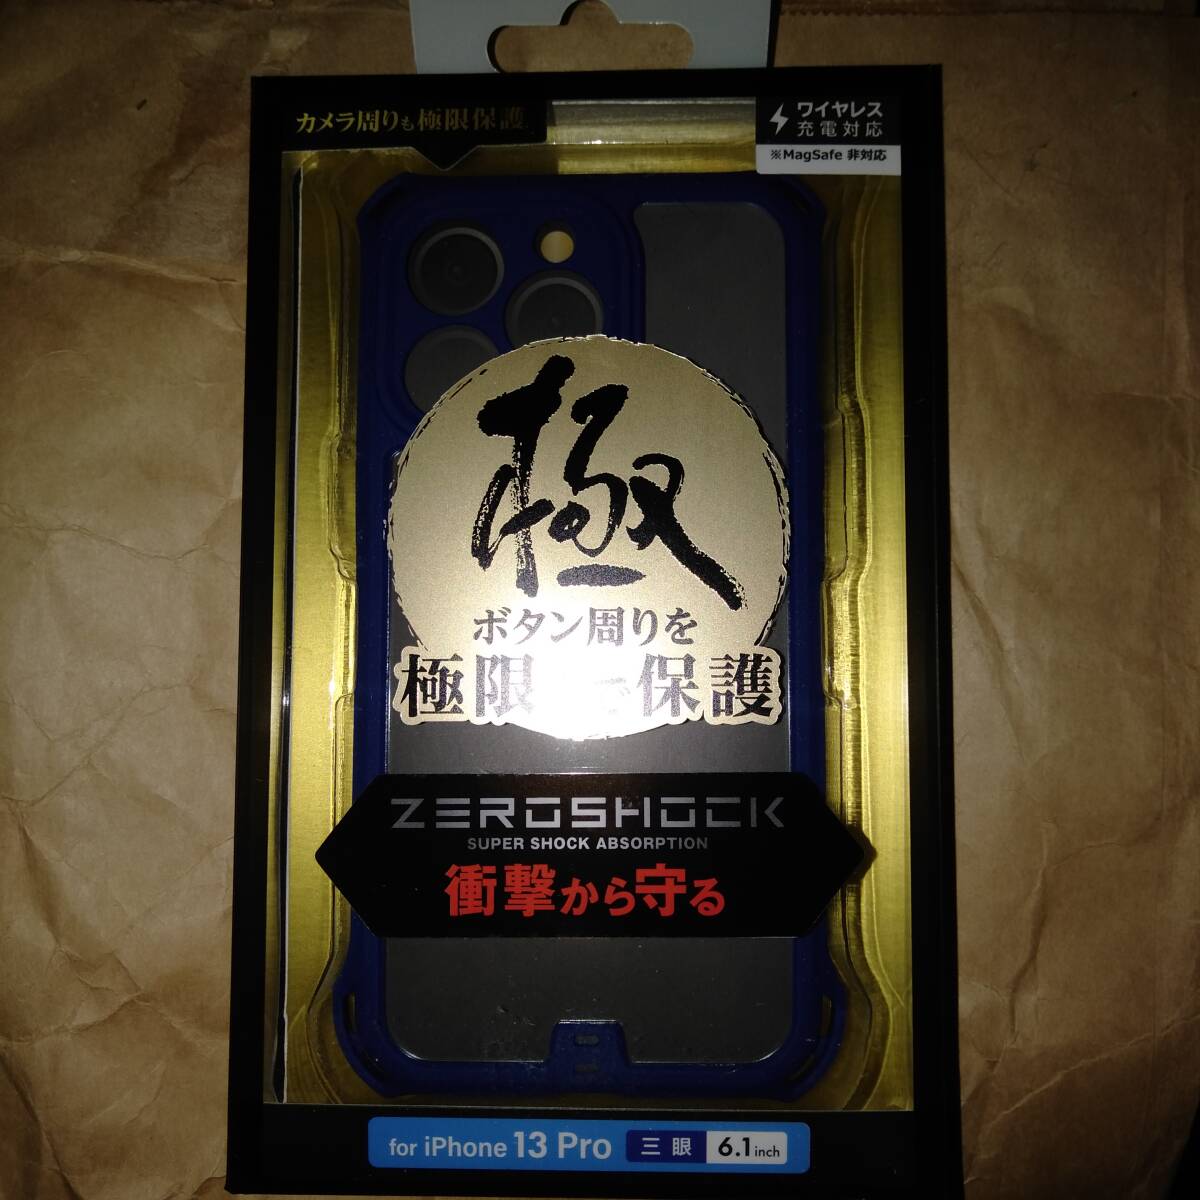 カメラ周りも極限保護
ワイヤレス
充電対応
※MagSafe 非対応
極
ボタン周りを
極限まで保護
ZEROSHOCK
SUPER SHOCK ABSORPTION
衝撃から守る
for iPhone 13 Pro 三眼 6.1inch